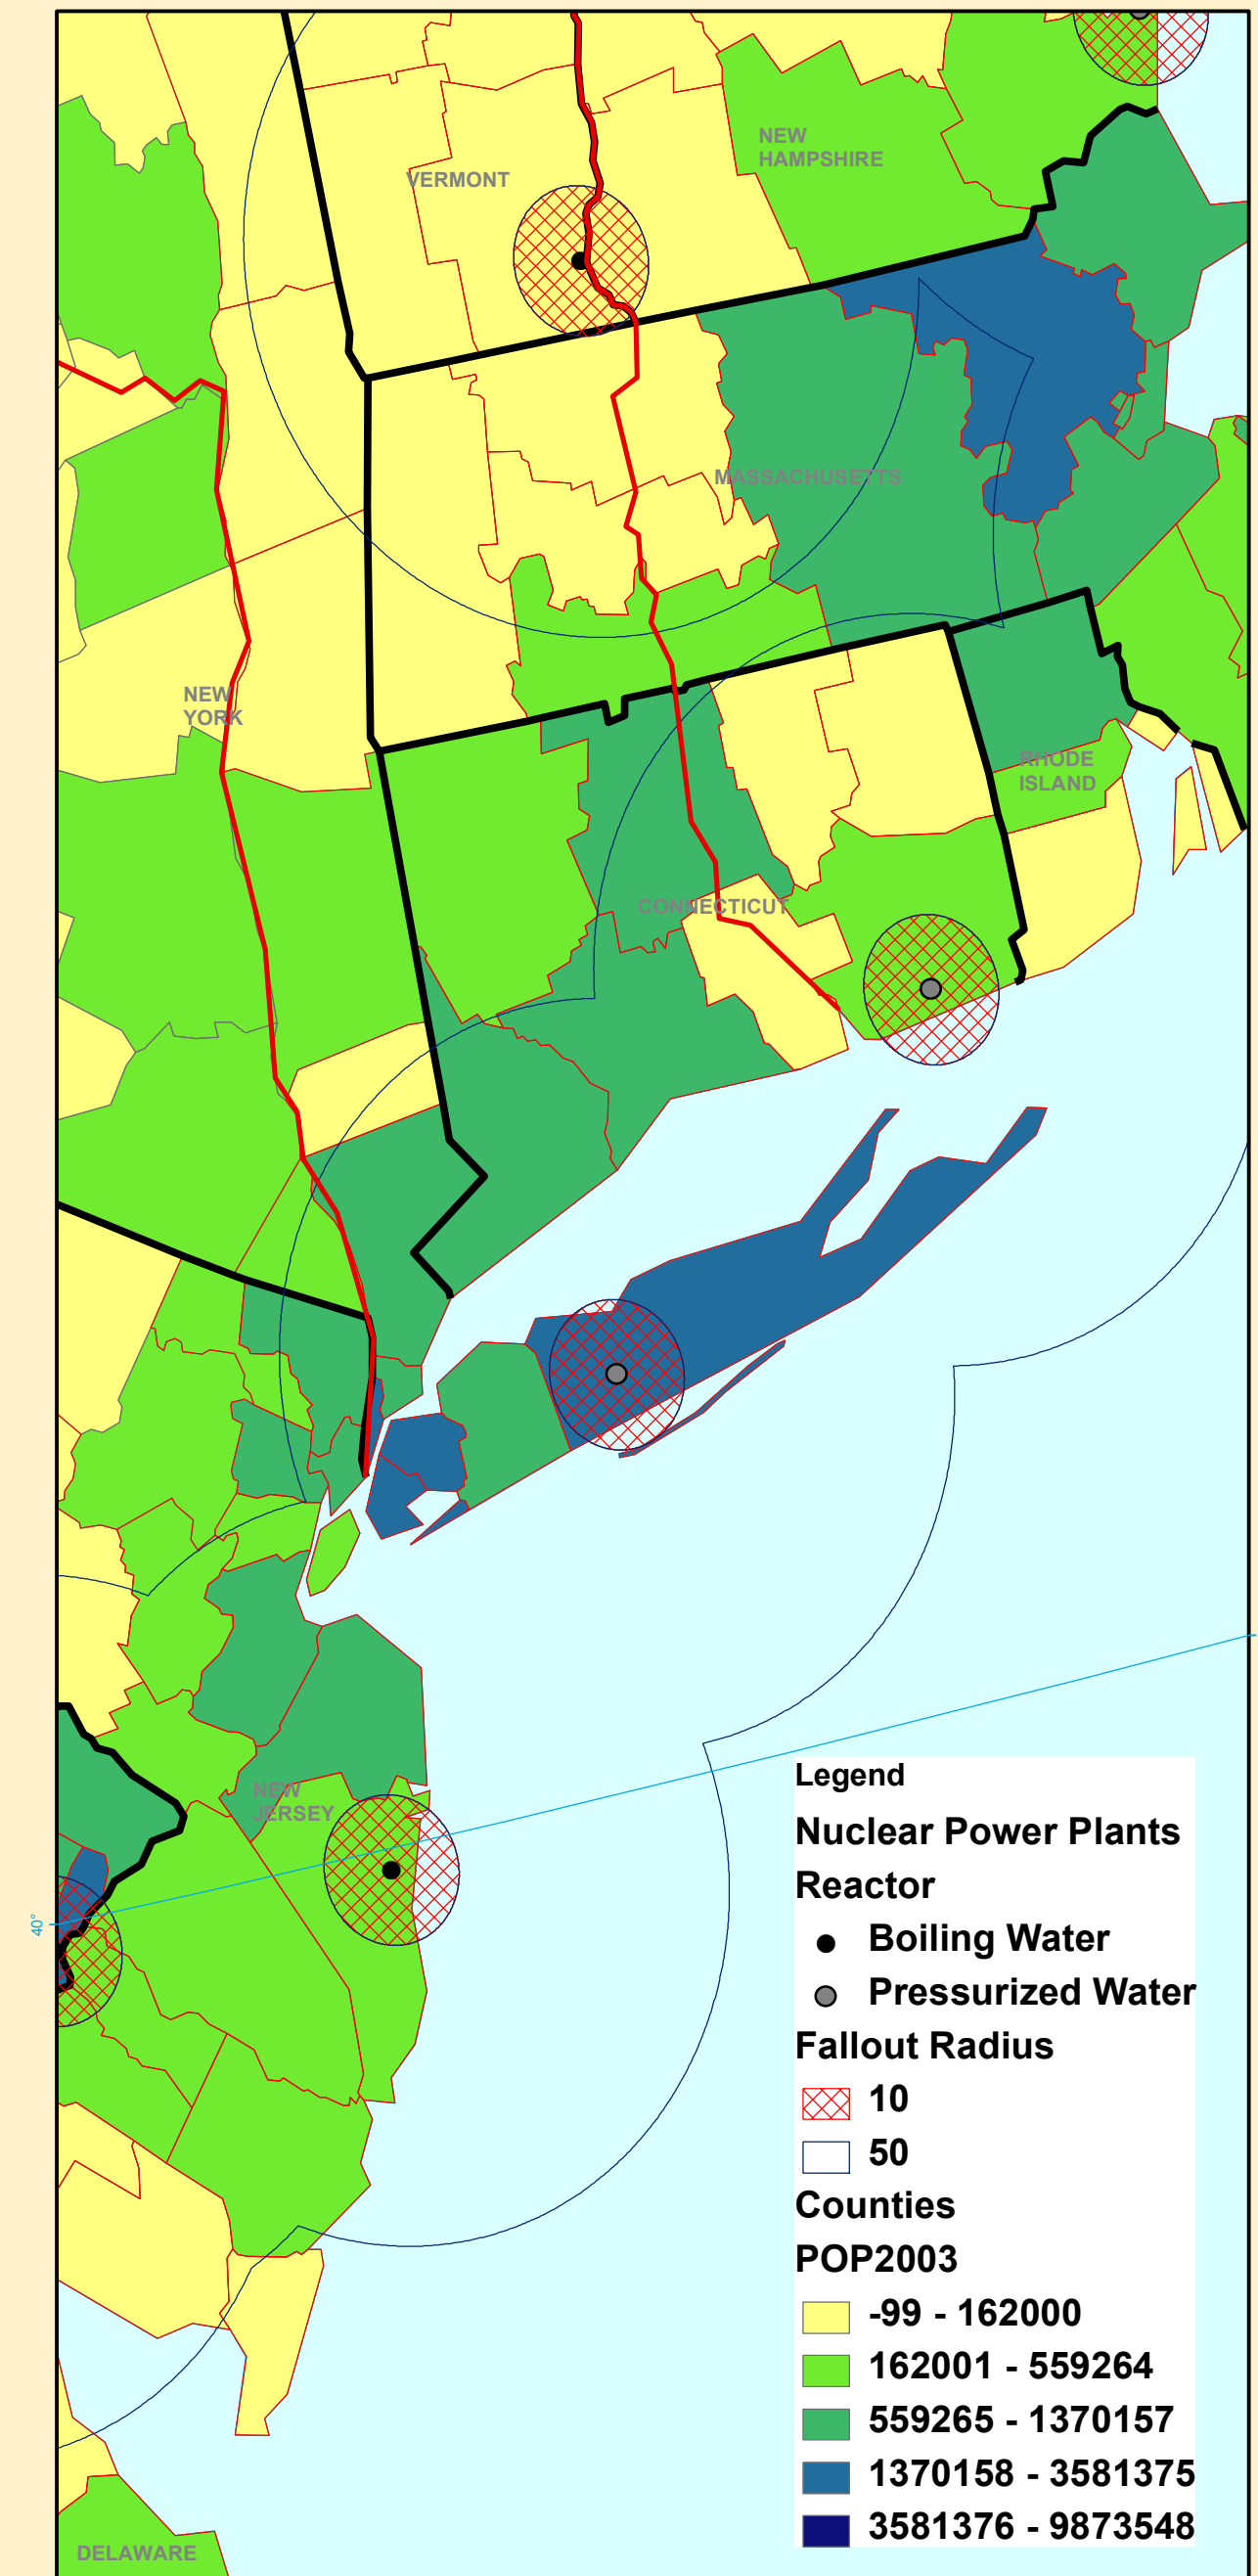 NEW
HAMPSHIRE
VERMONT
MASSACHUSETTS
NEW
YORK
RHODE
ISLAND
CONNECTICUT
NEW
JERSEY
40°
DELAWARE
Legend
Nuclear Power Plants
Reactor
Boiling Water
Pressurized Water
Fallout Radius
10
50
Counties
POP2003
-99 - 162000
162001 - 559264
559265 - 1370157
1370158 - 3581375
3581376 - 9873548